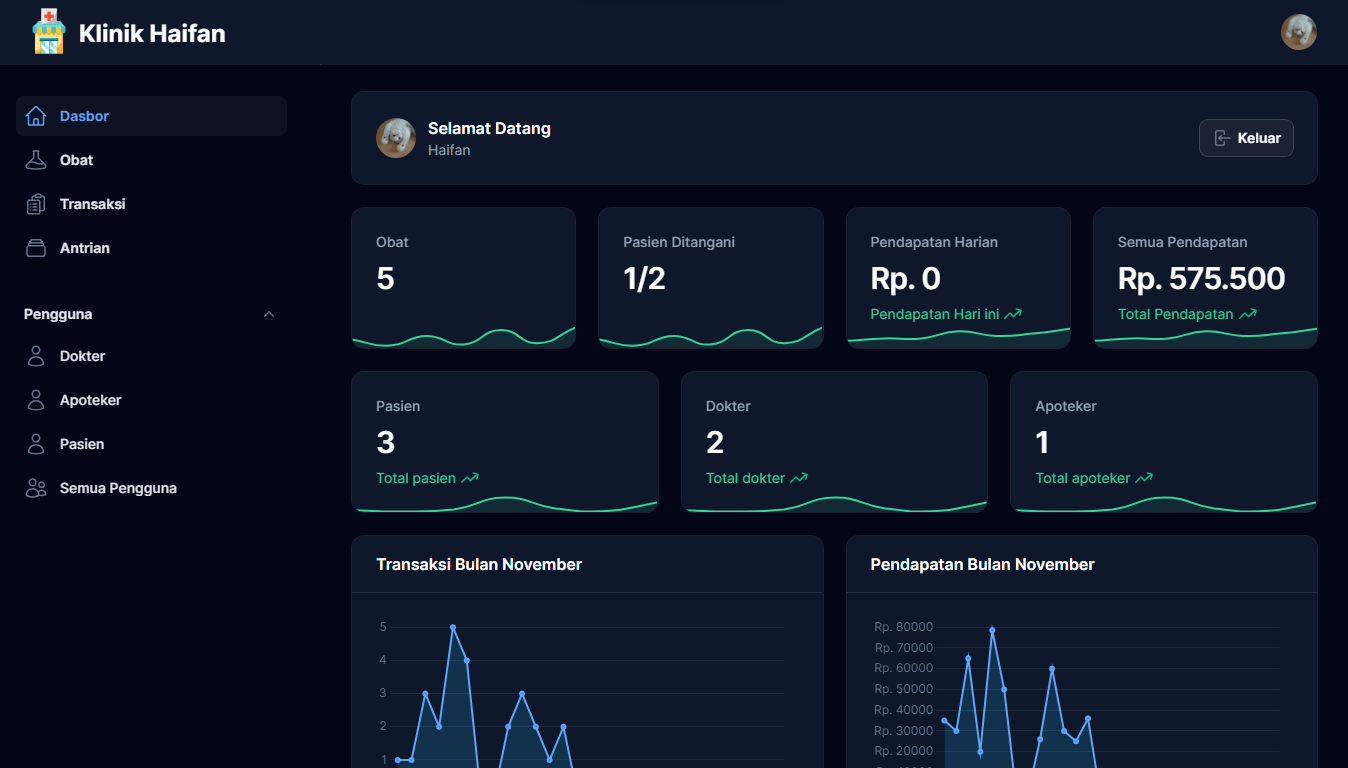 Klinik Haifan
Dasbor
Obat
Transaksi
Antrian
Pengguna
Dokter
Apoteker
Pasien
Semua Pengguna
Selamat Datang
Haifan
Keluar
Obat
5
Pasien Ditangani
1/2
Pendapatan Harian
Rp. 0
Pendapatan Hari ini
Semua Pendapatan
Rp. 575.500
Total Pendapatan
Pasien
3
Total pasien
Dokter
2
Total dokter
Apoteker
1
Total apoteker
Transaksi Bulan November
5
4
3
2
1
Pendapatan Bulan November
Rp. 80000
Rp. 70000
Rp. 60000
Rp. 50000
Rp. 40000
Rp. 30000
Rp. 20000